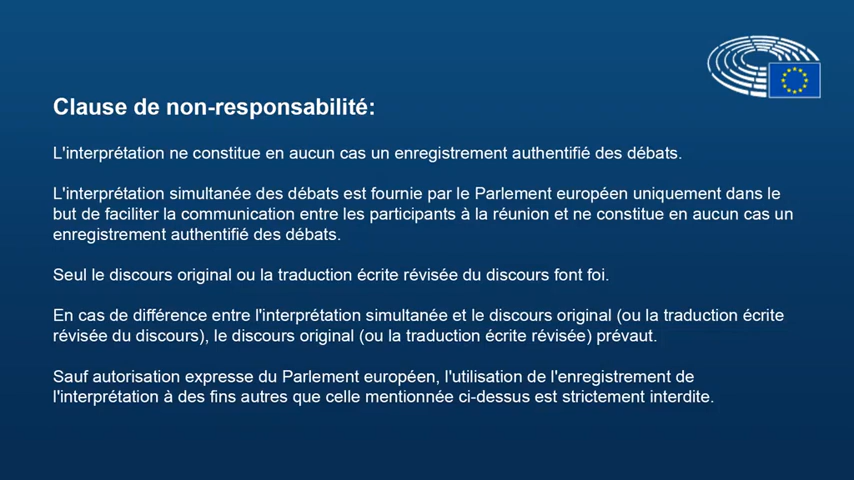 Clause de non-responsabilité:
L'interprétation ne constitue en aucun cas un enregistrement authentifié des débats.
L'interprétation simultanée des débats est fournie par le Parlement européen uniquement dans le
but de faciliter la communication entre les participants à la réunion et ne constitue en aucun cas un
enregistrement authentifié des débats.
Seul le discours original ou la traduction écrite révisée du discours font foi.
En cas de différence entre l'interprétation simultanée et le discours original (ou la traduction écrite
révisée du discours), le discours original (ou la traduction écrite révisée) prévaut.
Sauf autorisation expresse du Parlement européen, l'utilisation de l'enregistrement de
l'interprétation à des fins autres que celle mentionnée ci-dessus est strictement interdite.